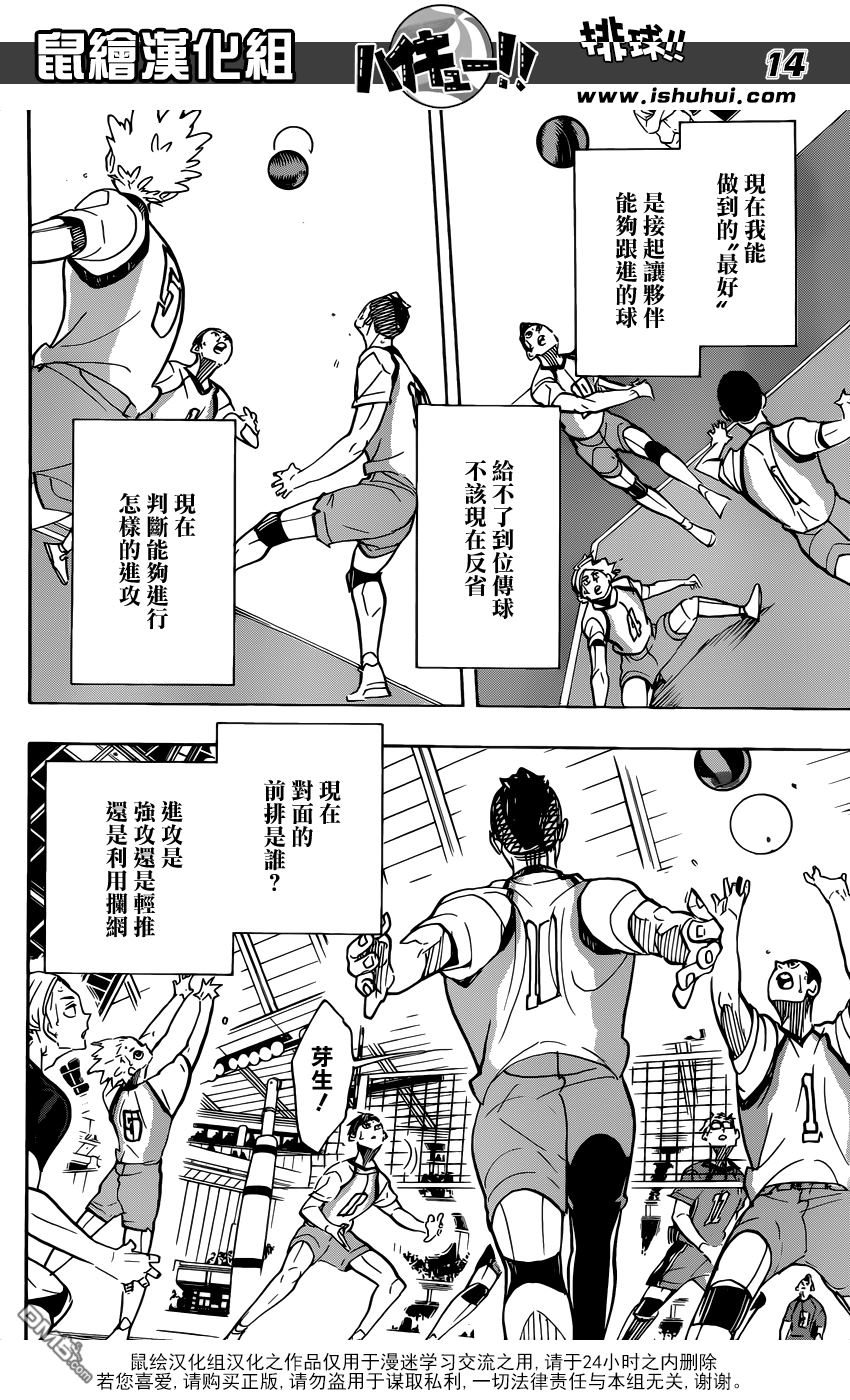 鼠繪漢化組
ハイキュー!!
排球!!
14
www.ishuhui.com
現在我能
做到的"最好"
是接起讓夥伴
能夠跟進的球
給不了到位傳球
不該現在反省
現在
判斷能夠進行
怎樣的進攻
現在
對面的
前排是誰？
進攻是
強攻還是輕推
還是利用攔網
芽生！
5
1
4
11
1
鼠绘汉化组汉化之作品仅用于漫迷学习交流之用, 请于24小时之内删除
若您喜爱, 请购买正版, 请勿盗用于谋取私利, 一切法律责任与本组无关, 谢谢。